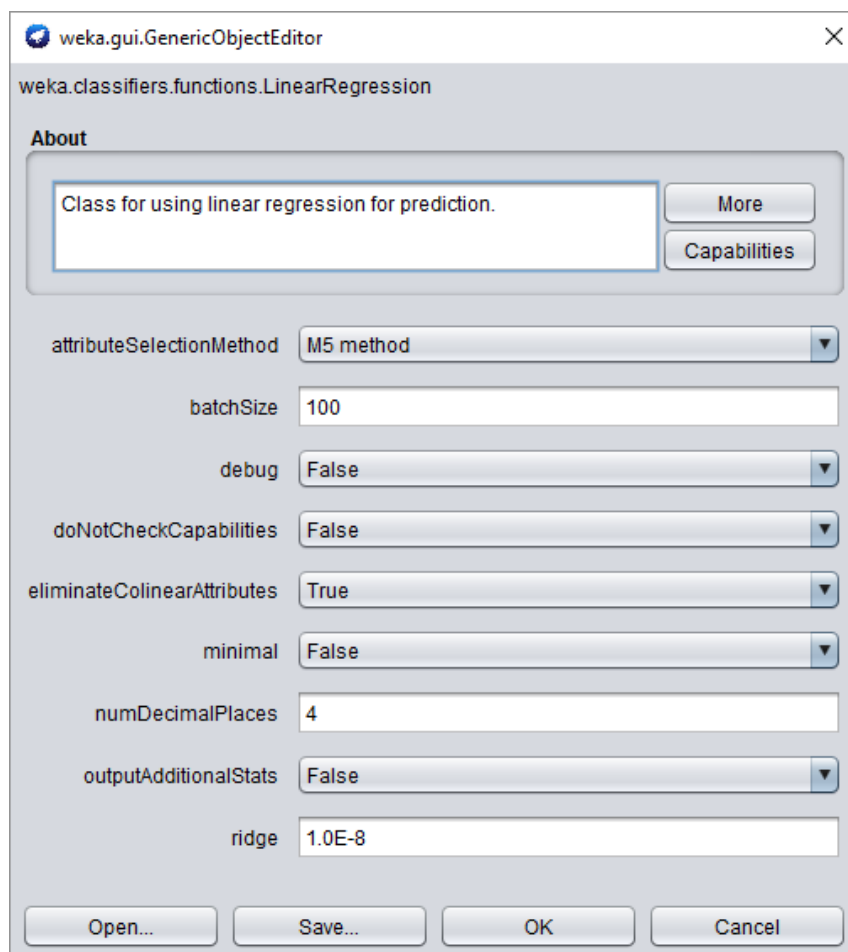 weka.gui.GenericObjectEditor
weka.classifiers.functions.LinearRegression
About
Class for using linear regression for prediction.
More
Capabilities
attributeSelectionMethod M5 method
batchSize 100
debug False
doNotCheckCapabilities False
eliminateColinearAttributes True
minimal False
numDecimalPlaces 4
outputAdditionalStats False
ridge 1.0E-8
Open... Save... OK Cancel